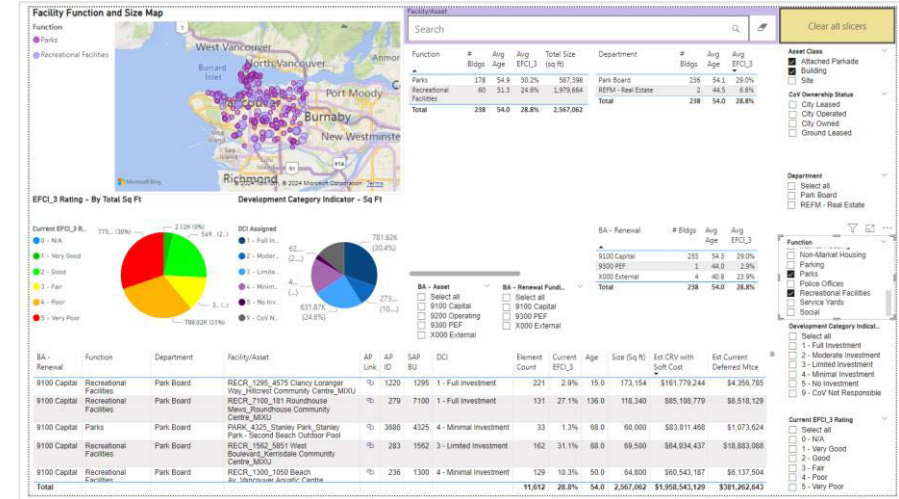 Facility Function and Size Map
Function
Parks
Recreational Facilities
West Vancouver
North Vancouver
Anmor
Burrard
Inlet
Port Moody
Vancouver
Burnaby
New Westminste
Sea
Island
Richmond
1
91
91A
Microsoft Bing
© 2024 TomTom, © 2024 Microsoft Corporation Terms
Facility/Asset
Search
Clear all slicers
Function # Bldgs Avg Age Avg EFCI_3 Total Size (sq ft)
Parks 178 54.9 30.2% 587,398
Recreational Facilities 60 51.3 24.6% 1,979,664
Total 238 54.0 28.8% 2,567,062
Department # Bldgs Avg Age Avg EFCI_3
Park Board 236 54.1 29.0%
REFM - Real Estate 2 44.5 6.6%
Total 238 54.0 28.8%
Asset Class
Attached Parkade
Building
Site
CoV Ownership Status
City Leased
City Operated
City Owned
Ground Leased
Department
Select all
Park Board
REFM - Real Estate
EFCI_3 Rating - By Total Sq Ft
Current EFCI_3 R...
0 - N/A
1 - Very Good
2 - Good
3 - Fair
4 - Poor
5 - Very Poor
775... (30%)
2.12K (0%)
569... (2...)
3... (...)
788.02K (31%)
Development Category Indicator - Sq Ft
DCI Assigned
1 - Full In...
2 - Moder...
3 - Limite...
4 - Minim...
5 - No Inv...
9 - CoV N...
62...
(2...)
781.62K
(30.4%)
4...
(...)
631.87K
(24.6%)
273...
(10....)
BA - Asset
Select all
9100 Capital
9200 Operating
9300 PEF
X000 External
BA - Renewal Fundi...
Select all
9100 Capital
9300 PEF
X000 External
BA - Renewal # Bldgs Avg Age Avg EFCI_3
9100 Capital 233 54.3 29.0%
9300 PEF 1 44.0 2.9%
X000 External 4 40.8 23.9%
Total 238 54.0 28.8%
Function
Non-Market Housing
Parking
Parks
Police Offices
Recreational Facilities
Service Yards
Social
Development Category Indicat...
Select all
1 - Full Investment
2 - Moderate Investment
3 - Limited Investment
4 - Minimal Investment
5 - No Investment
9 - CoV Not Responsible
Current EFCI_3 Rating
Select all
0 - N/A
1 - Very Good
2 - Good
3 - Fair
4 - Poor
5 - Very Poor
BA - Renewal Function Department Facility/Asset AP Link AP ID SAP BU DCI Element Count Current EFCI_3 Age Size (Sq ft) Est CRV with Soft Cost Est Current Deferred Mtce
9100 Capital Recreational Facilities Park Board RECR_1295_4575 Clancy Loranger Way_Hillcrest Community Centre_MIXU 1220 1295 1 - Full Investment 221 2.9% 15.0 173,154 $161,779,244 $4,356,785
9100 Capital Recreational Facilities Park Board RECR_7100_181 Roundhouse Mews_Roundhouse Community Centre_MIXU 279 7100 1 - Full Investment 131 27.1% 136.0 118,340 $85,108,779 $8,518,129
9100 Capital Parks Park Board PARK_4325_Stanley Park_Stanley Park - Second Beach Outdoor Pool 3686 4325 4 - Minimal Investment 33 1.3% 68.0 60,000 $83,811,468 $1,073,624
9100 Capital Recreational Facilities Park Board RECR_1562_5851 West Boulevard_Kerrisdale Community Centre_MIXU 283 1562 3 - Limited Investment 162 31.1% 68.0 69,500 $64,934,437 $18,883,088
9100 Capital Recreational Facilities Park Board RECR_1300_1050 Beach Av_Vancouver Aquatic Centre 236 1300 4 - Minimal Investment 129 10.3% 50.0 64,800 $60,543,187 $6,137,504
Total 11,612 28.8% 54.0 2,567,062 $1,958,543,129 $381,262,643